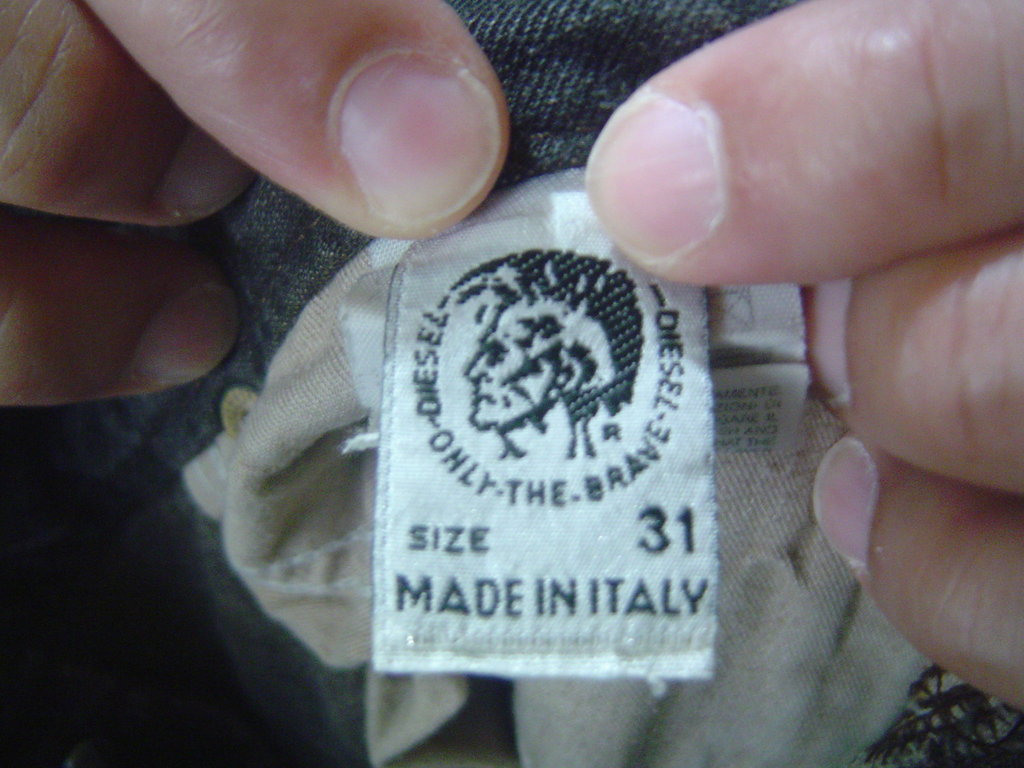 DIESEL-ONLY-THE-BRAVE-DIESEL-
R
SIZE 31
MADE IN ITALY